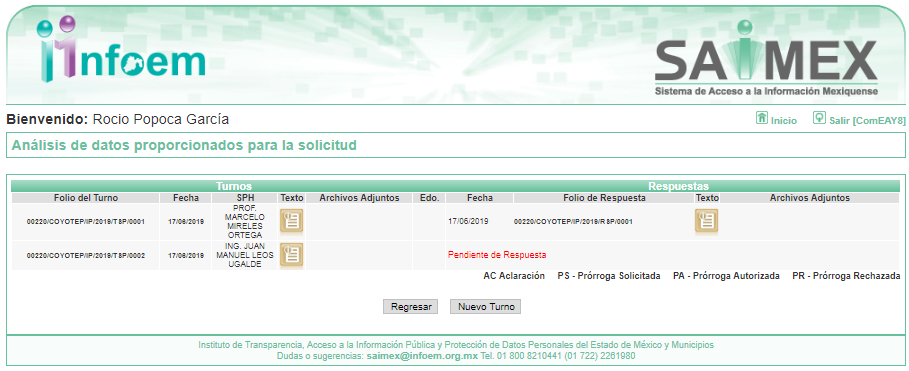 infoem
SAIMEX
Sistema de Acceso a la Información Mexiquense
Bienvenido: Rocio Popoca García
Inicio Salir [ComEAY8]
Análisis de datos proporcionados para la solicitud
Turnos Respuestas
Folio del Turno Fecha SPH Texto Archivos Adjuntos Edo. Fecha Folio de Respuesta Texto Archivos Adjuntos
00220/COYOTEP/IP/2019/TSP/0001 17/06/2019 PROF. MARCELO MIRELES ORTEGA 17/06/2019 00220/COYOTEP/IP/2019/RSP/0001
00220/COYOTEP/IP/2019/TSP/0002 17/06/2019 ING. JUAN MANUEL LEOS UGALDE Pendiente de Respuesta
AC Aclaración PS - Prórroga Solicitada PA - Prórroga Autorizada PR - Prórroga Rechazada
Regresar Nuevo Turno
Instituto de Transparencia, Acceso a la Información Pública y Protección de Datos Personales del Estado de México y Municipios
Dudas o sugerencias: saimex@infoem.org.mx Tel. 01 800 8210441 (01 722) 2261980